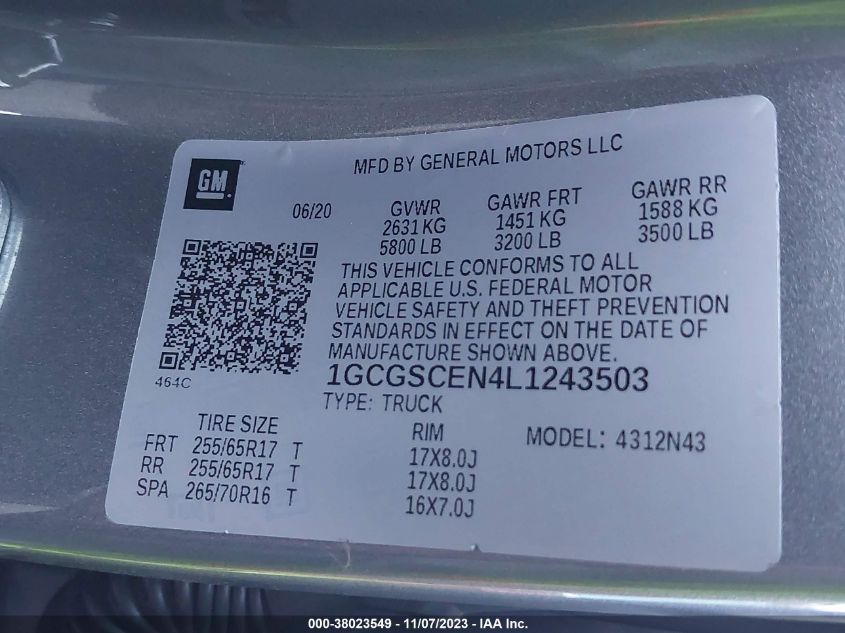 GM
MFD BY GENERAL MOTORS LLC
06/20 GVWR GAWR FRT GAWR RR
2631 KG 1451 KG 1588 KG
5800 LB 3200 LB 3500 LB
THIS VEHICLE CONFORMS TO ALL
APPLICABLE U.S. FEDERAL MOTOR
VEHICLE SAFETY AND THEFT PREVENTION
STANDARDS IN EFFECT ON THE DATE OF
MANUFACTURE SHOWN ABOVE.
464C
1GCGSCEN4L1243503
TYPE: TRUCK
TIRE SIZE RIM MODEL: 4312N43
FRT 255/65R17 T 17X8.0J
RR 255/65R17 T 17X8.0J
SPA 265/70R16 T 16X7.0J
000-38023549 - 11/07/2023 - IAA Inc.